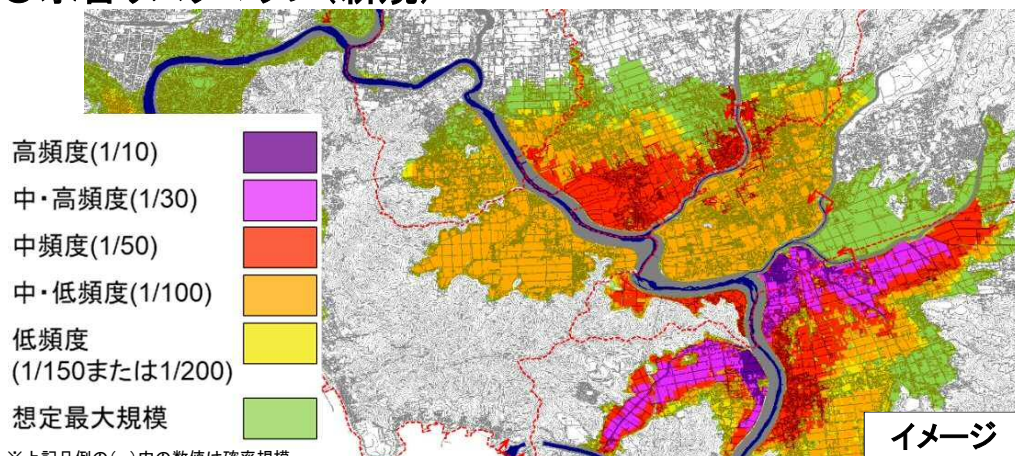 高頻度(1/10)
中・高頻度(1/30)
中頻度(1/50)
中・低頻度(1/100)
低頻度
(1/150または1/200)
想定最大規模
イメージ